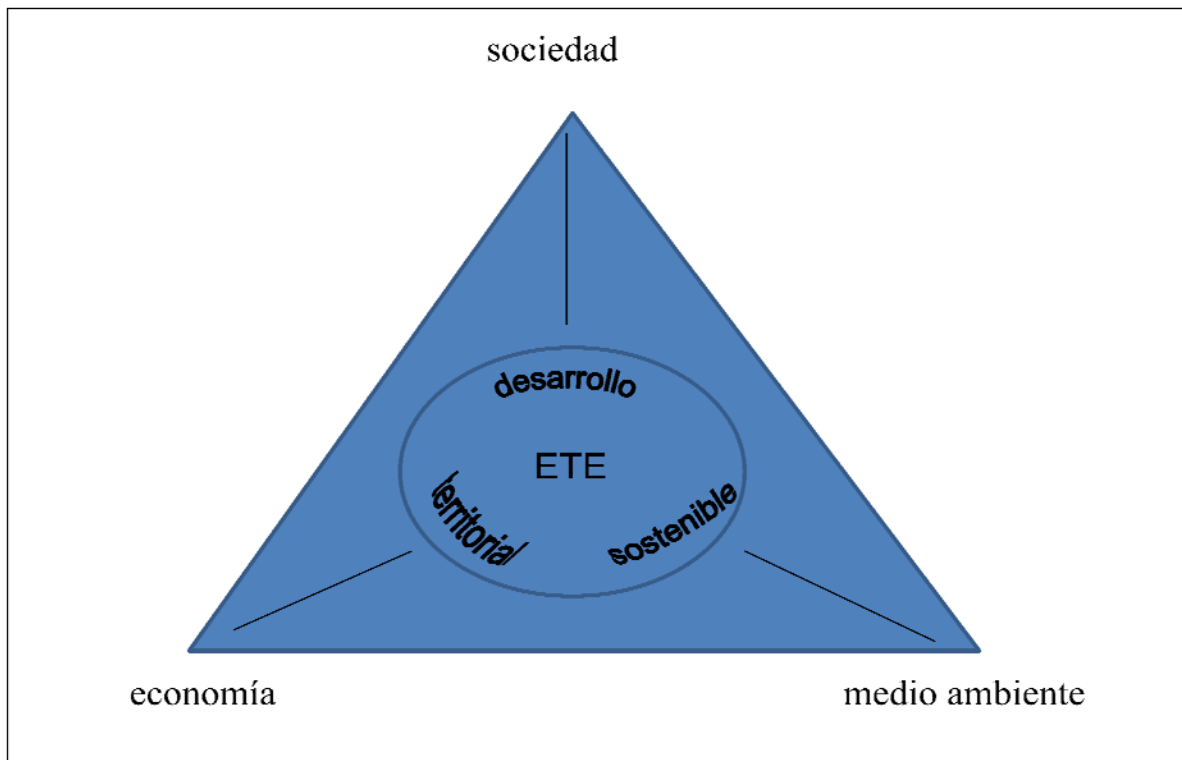 sociedad
desarrollo
ETE
territorial
sostenible
economía
medio ambiente